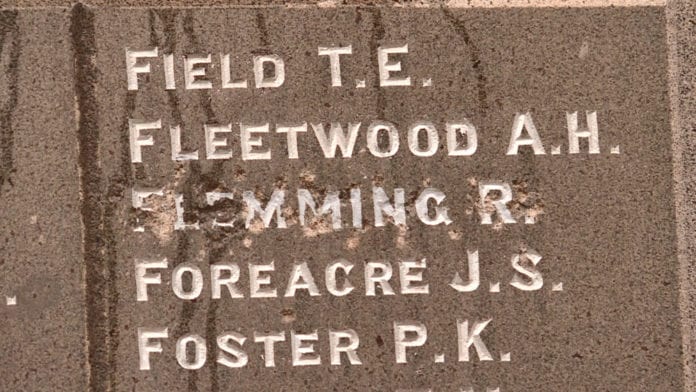 FIELD T.E.
FLEETWOOD A.H.
FLEMMING R.
FOREACRE J.S.
FOSTER P.K.